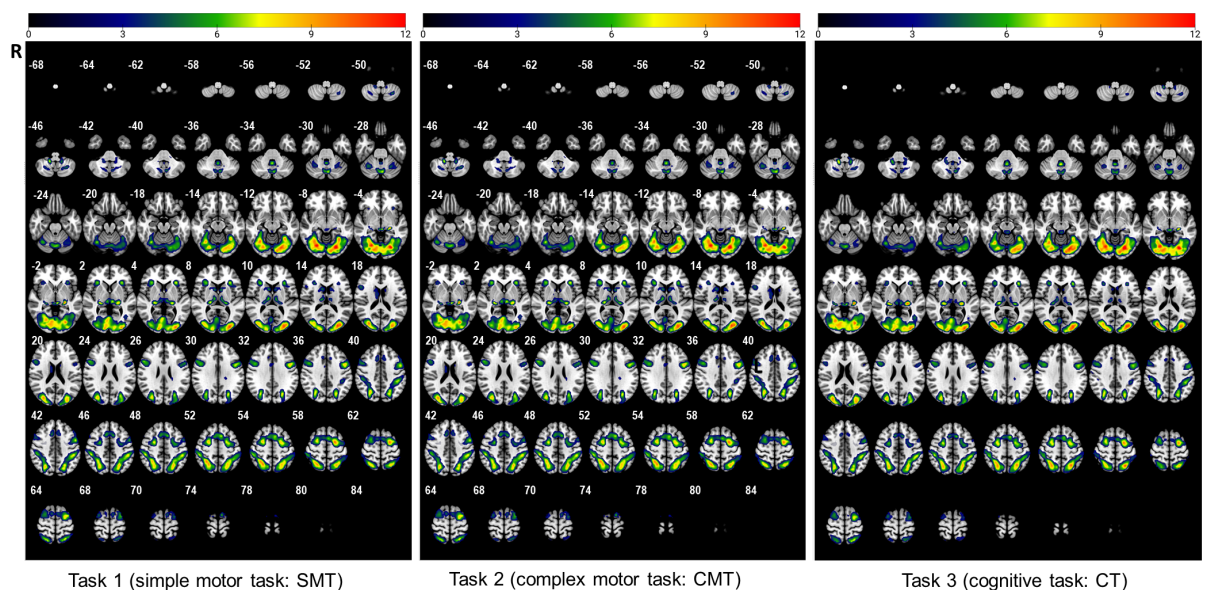 0 3 6 9 12 0 3 6 9 12 0 3 6 9 12
R
-68 -64 -62 -58 -56 -52 -50 -68 -64 -62 -58 -56 -52 -50
-46 -42 -40 -36 -34 -30 -28 -46 -42 -40 -36 -34 -30 -28
-24 -20 -18 -14 -12 -8 -4 -24 -20 -18 -14 -12 -8 -4
-2 2 4 8 10 14 18 -2 2 4 8 10 14 18
20 24 26 30 32 36 40 20 24 26 30 32 36 40
42 46 48 52 54 58 62 42 46 48 52 54 58 62
64 68 70 74 76 80 84 64 68 70 74 76 80 84
Task 1 (simple motor task: SMT) Task 2 (complex motor task: CMT) Task 3 (cognitive task: CT)